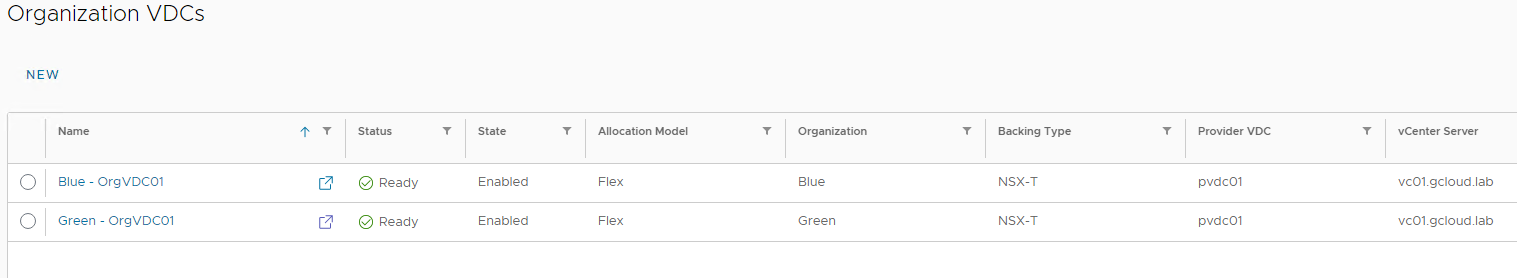 Organization VDCs
NEW
Name Status State Allocation Model Organization Backing Type Provider VDC vCenter Server
Blue - OrgVDC01 Ready Enabled Flex Blue NSX-T pvdc01 vc01.gcloud.lab
Green - OrgVDC01 Ready Enabled Flex Green NSX-T pvdc01 vc01.gcloud.lab